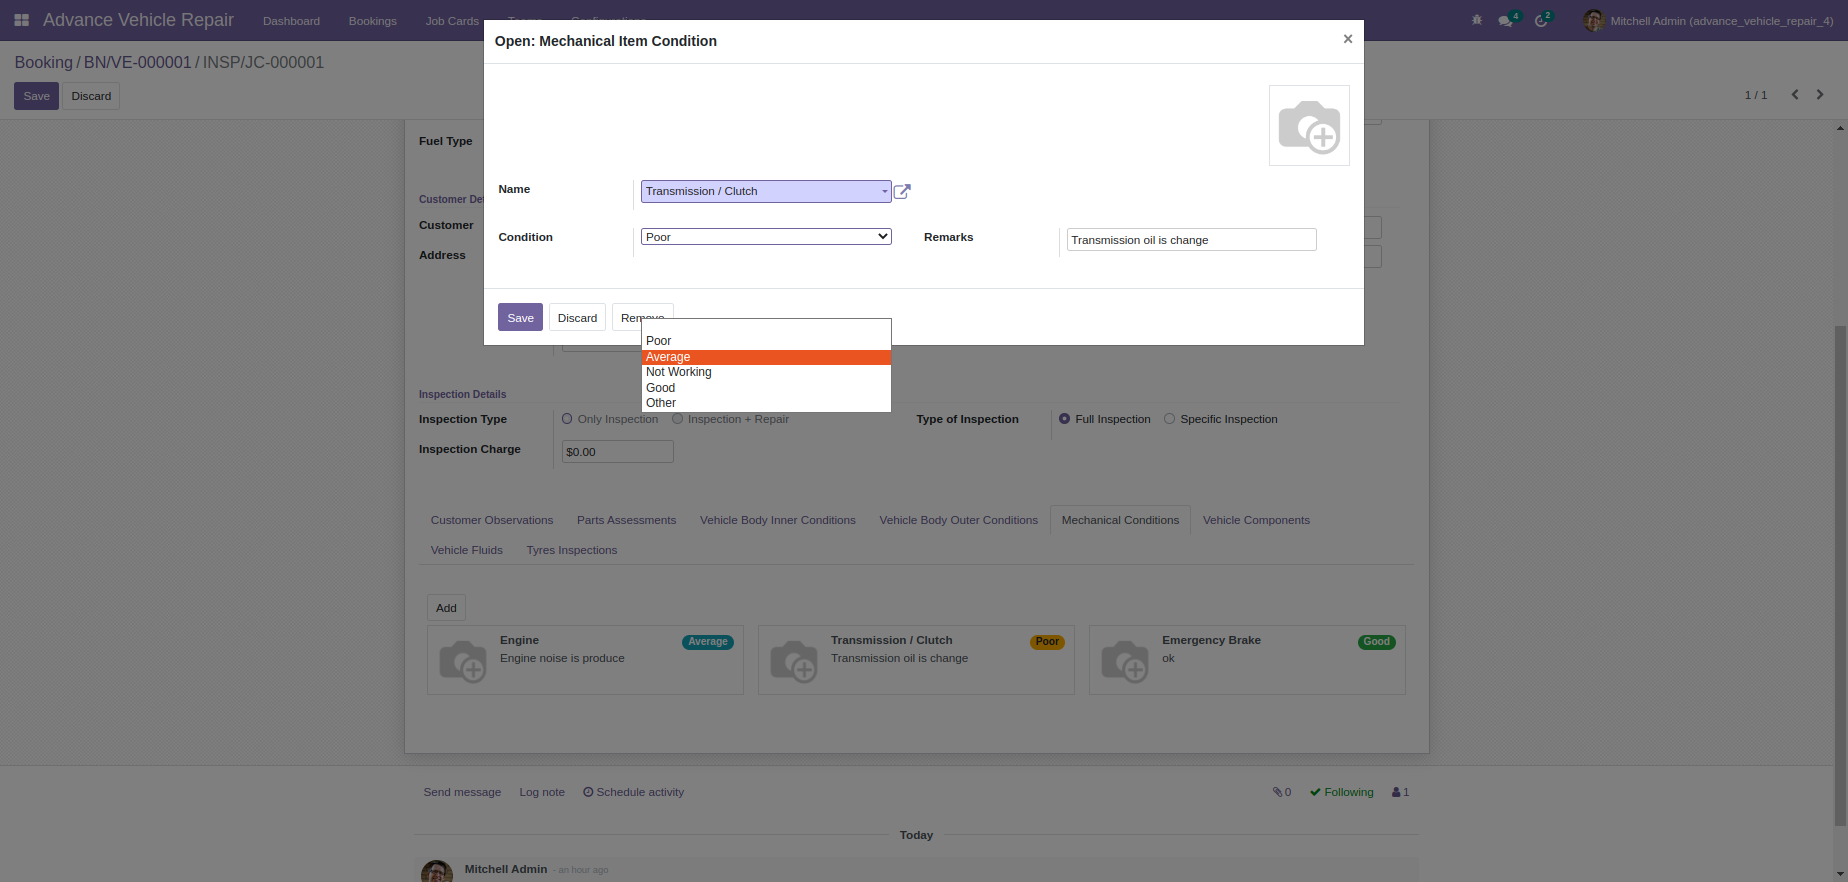 Advance Vehicle Repair Dashboard Bookings Job Cards Teams Configurations 4 2 Mitchell Admin (advance_vehicle_repair_4)
Open: Mechanical Item Condition ×
Booking / BN/VE-000001 / INSP/JC-000001
Save Discard 1 / 1
Fuel Type
Name Transmission / Clutch
Customer
Condition Poor Remarks Transmission oil is change
Customer
Address
Save Discard Remove
Poor
Average
Not Working
Good
Other
Inspection Details
Inspection Type Only Inspection Inspection + Repair Type of Inspection Full Inspection Specific Inspection
Inspection Charge $0.00
Customer Observations Parts Assessments Vehicle Body Inner Conditions Vehicle Body Outer Conditions Mechanical Conditions Vehicle Components
Vehicle Fluids Tyres Inspections
Add
Engine Average Transmission / Clutch Poor Emergency Brake Good
Engine noise is produce Transmission oil is change ok
Send message Log note Schedule activity 0 Following 1
Today
Mitchell Admin - an hour ago